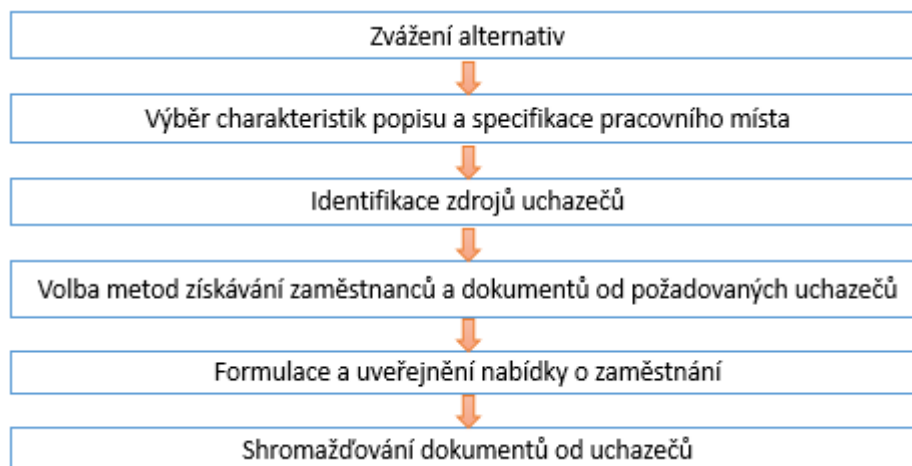 Zvážení alternativ
Výběr charakteristik popisu a specifikace pracovního místa
Identifikace zdrojů uchazečů
Volba metod získávání zaměstnanců a dokumentů od požadovaných uchazečů
Formulace a uveřejnění nabídky o zaměstnání
Shromažďování dokumentů od uchazečů